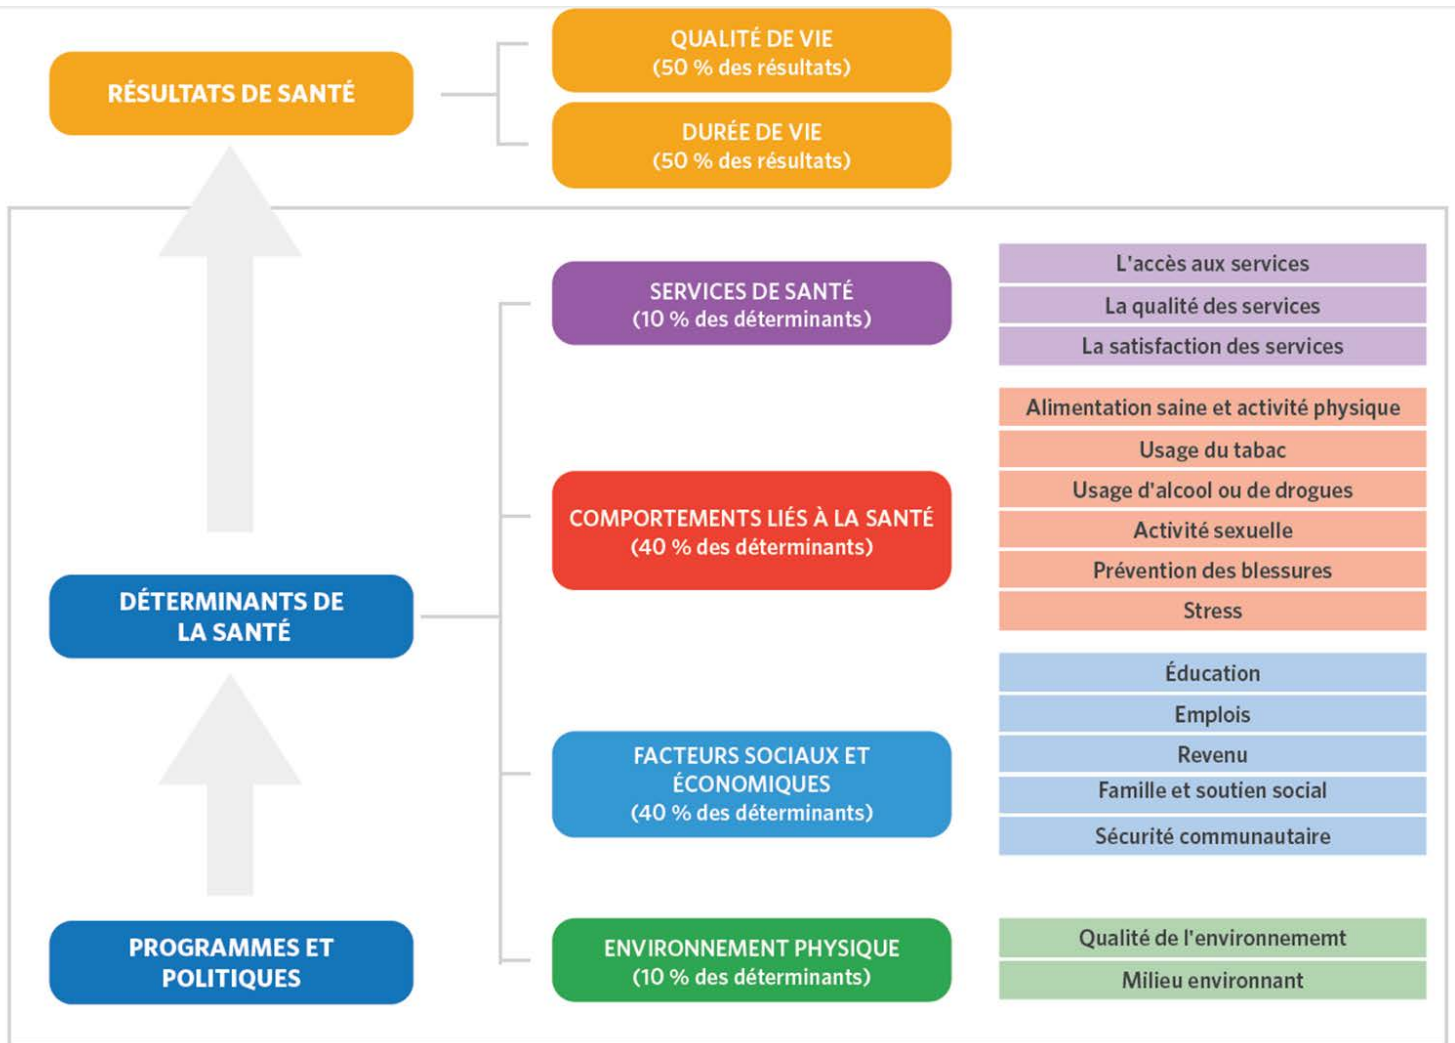 RÉSULTATS DE SANTÉ
QUALITÉ DE VIE
(50 % des résultats)
DURÉE DE VIE
(50 % des résultats)
DÉTERMINANTS DE
LA SANTÉ
SERVICES DE SANTÉ
(10 % des déterminants)
L'accès aux services
La qualité des services
La satisfaction des services
COMPORTEMENTS LIÉS À LA SANTÉ
(40 % des déterminants)
Alimentation saine et activité physique
Usage du tabac
Usage d'alcool ou de drogues
Activité sexuelle
Prévention des blessures
Stress
FACTEURS SOCIAUX ET
ÉCONOMIQUES
(40 % des déterminants)
Éducation
Emplois
Revenu
Famille et soutien social
Sécurité communautaire
PROGRAMMES ET
POLITIQUES
ENVIRONNEMENT PHYSIQUE
(10 % des déterminants)
Qualité de l'environnememt
Milieu environnant